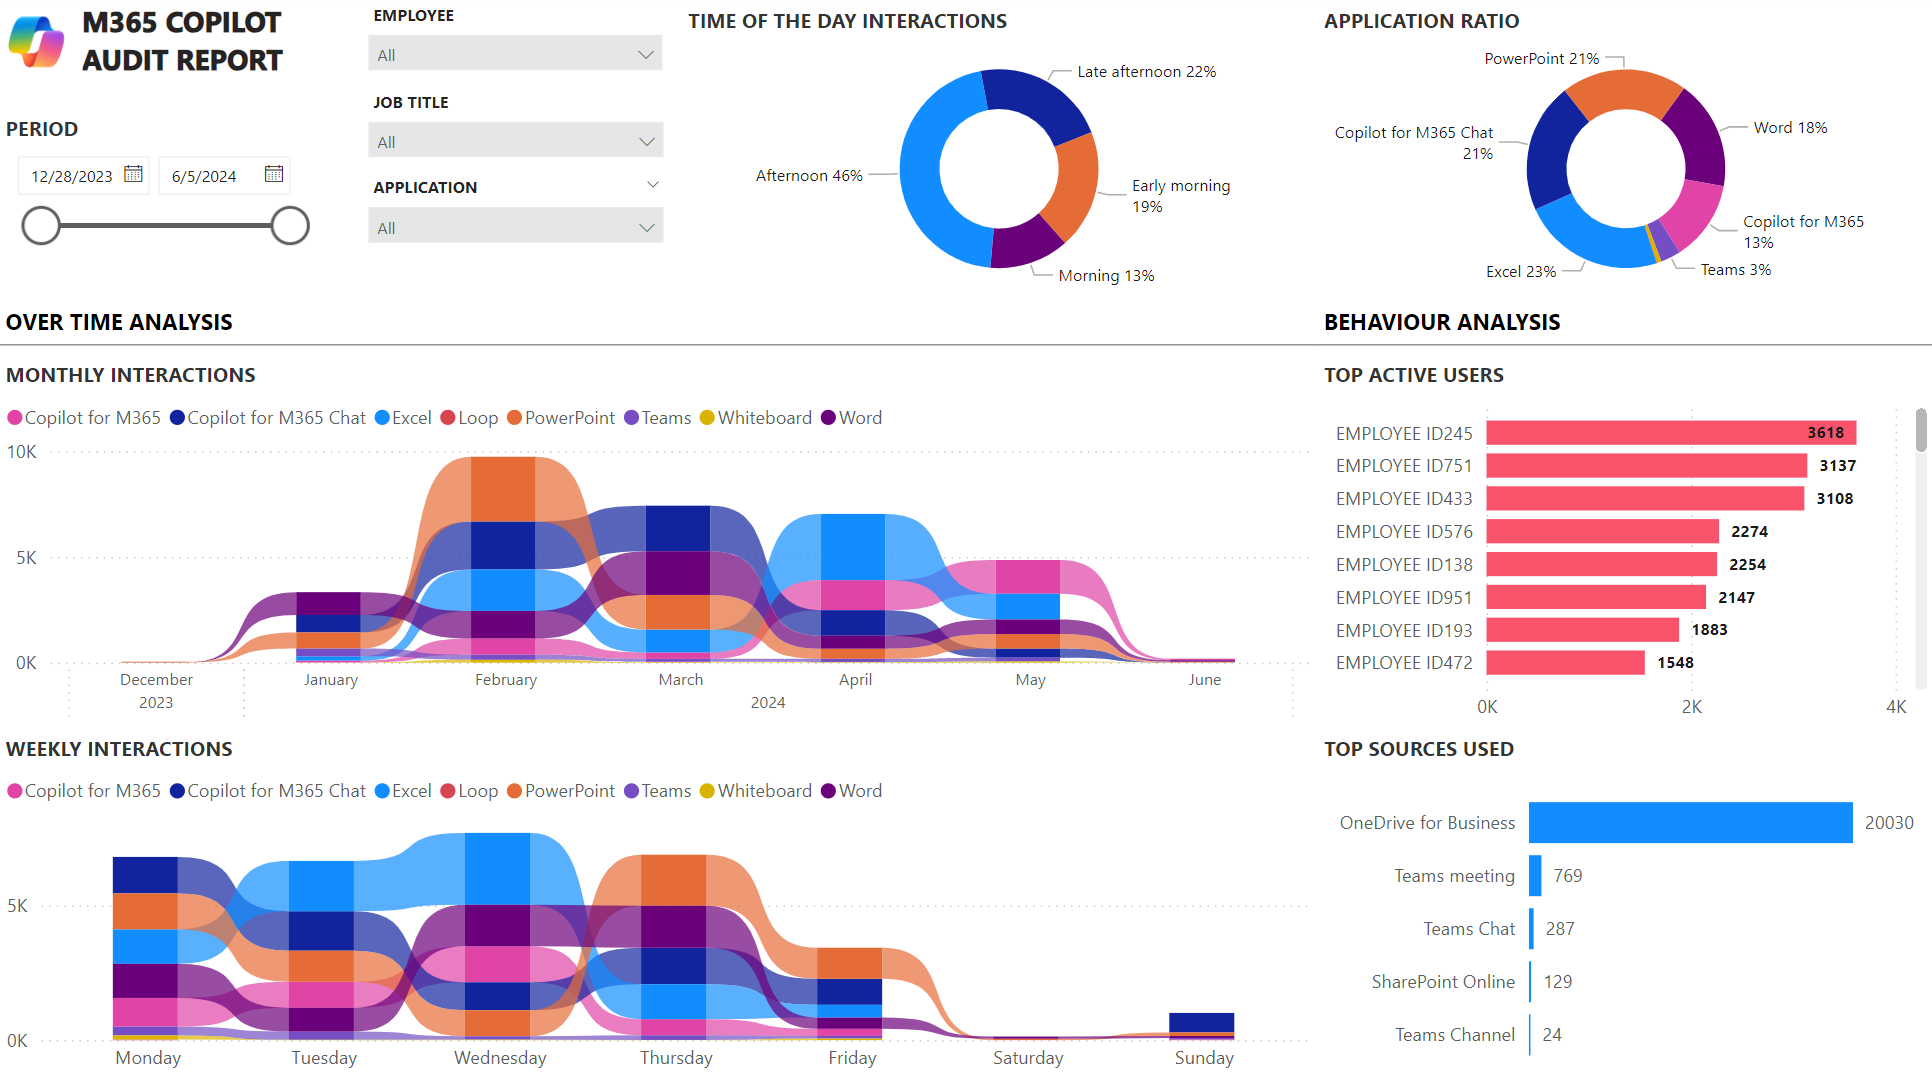 M365 COPILOT
AUDIT REPORT
PERIOD
12/28/2023
6/5/2024
EMPLOYEE
All
JOB TITLE
All
APPLICATION
All
TIME OF THE DAY INTERACTIONS
Late afternoon 22%
Early morning
19%
Morning 13%
Afternoon 46%
APPLICATION RATIO
PowerPoint 21%
Word 18%
Copilot for M365 Chat
21%
Copilot for M365
13%
Teams 3%
Excel 23%
OVER TIME ANALYSIS
MONTHLY INTERACTIONS
Copilot for M365 Copilot for M365 Chat Excel Loop PowerPoint Teams Whiteboard Word
10K
5K
0K
December January February March April May June
2023 2024
WEEKLY INTERACTIONS
Copilot for M365 Copilot for M365 Chat Excel Loop PowerPoint Teams Whiteboard Word
5K
0K
Monday Tuesday Wednesday Thursday Friday Saturday Sunday
BEHAVIOUR ANALYSIS
TOP ACTIVE USERS
EMPLOYEE ID245 3618
EMPLOYEE ID751 3137
EMPLOYEE ID433 3108
EMPLOYEE ID576 2274
EMPLOYEE ID138 2254
EMPLOYEE ID951 2147
EMPLOYEE ID193 1883
EMPLOYEE ID472 1548
0K 2K 4K
TOP SOURCES USED
OneDrive for Business 20030
Teams meeting 769
Teams Chat 287
SharePoint Online 129
Teams Channel 24